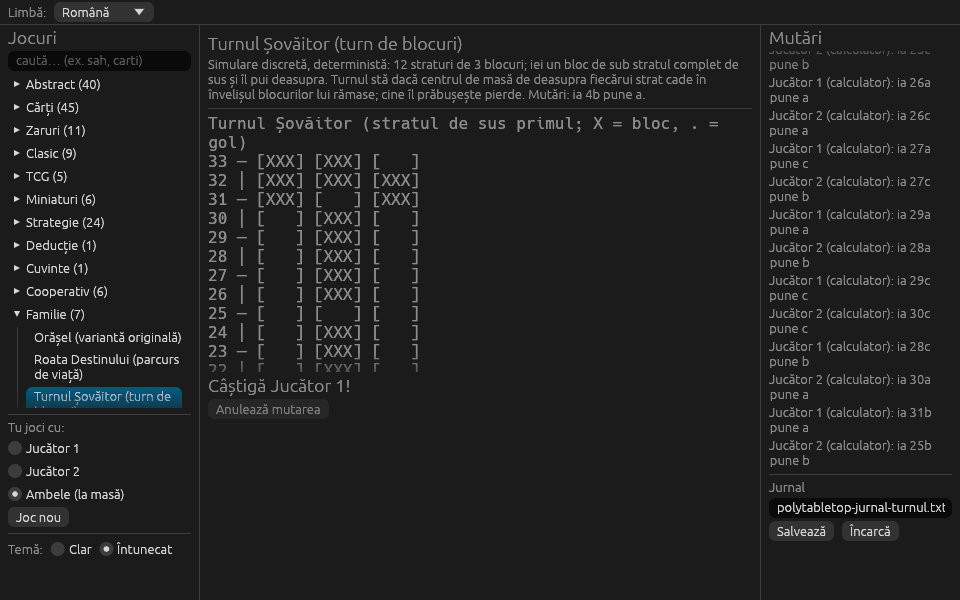 Limbă: Română
Jocuri
caută... (ex. sah, carti)
Abstract (40)
Cărți (45)
Zaruri (11)
Clasic (9)
TCG (5)
Miniaturi (6)
Strategie (24)
Deducție (1)
Cuvinte (1)
Cooperativ (6)
Familie (7)
Orășel (variantă originală)
Roata Destinului (parcurs
de viață)
Turnul Șovăitor (turn de
Tu joci cu:
Jucător 1
Jucător 2
Ambele (la masă)
Joc nou
Temă: Clar Întunecat
Turnul Șovăitor (turn de blocuri)
Simulare discretă, deterministă: 12 straturi de 3 blocuri; iei un bloc de sub stratul complet de
sus și îl pui deasupra. Turnul stă dacă centrul de masă de deasupra fiecărui strat cade în
învelișul blocurilor lui rămase; cine îl prăbușește pierde. Mutări: ia 4b pune a.
Turnul Șovăitor (stratul de sus primul; X = bloc, . =
gol)
33 — [XXX] [XXX] [   ]
32 | [XXX] [XXX] [XXX]
31 — [XXX] [   ] [XXX]
30 | [   ] [XXX] [   ]
29 — [   ] [XXX] [   ]
28 | [   ] [XXX] [   ]
27 — [   ] [XXX] [   ]
26 | [   ] [XXX] [   ]
25 — [   ] [   ] [   ]
24 | [   ] [XXX] [   ]
23 — [   ] [XXX] [   ]
22 | [   ] [XXX] [   ]
Câștigă Jucător 1!
Anulează mutarea
Mutări
Jucător 2 (calculator): ia 25c
pune b
Jucător 1 (calculator): ia 26a
pune a
Jucător 2 (calculator): ia 26c
pune b
Jucător 1 (calculator): ia 27a
pune c
Jucător 2 (calculator): ia 27c
pune b
Jucător 1 (calculator): ia 29a
pune a
Jucător 2 (calculator): ia 28a
pune b
Jucător 1 (calculator): ia 29c
pune c
Jucător 2 (calculator): ia 30c
pune c
Jucător 1 (calculator): ia 28c
pune b
Jucător 2 (calculator): ia 30a
pune a
Jucător 1 (calculator): ia 31b
pune a
Jucător 2 (calculator): ia 25b
pune b
Jurnal
polytabletop-jurnal-turnul.txt
Salvează Încarcă